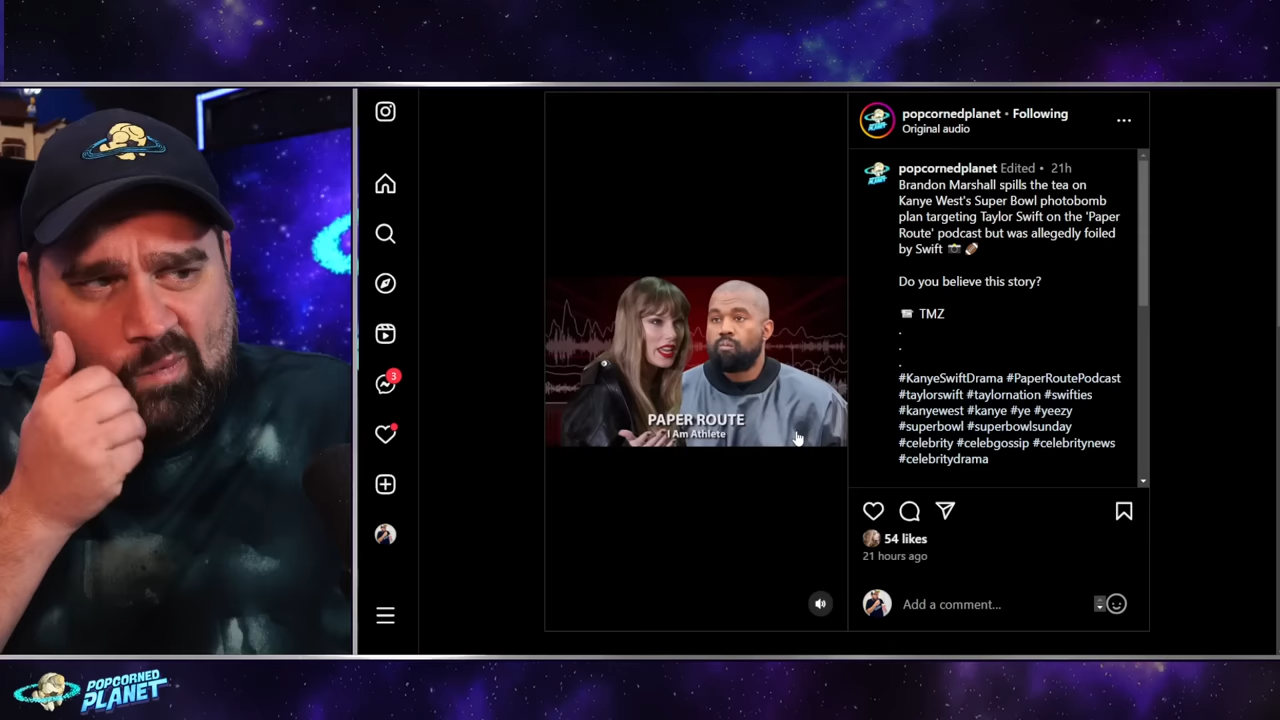 popcornedplanet • Following
Original audio
popcornedplanet Edited • 21h
Brandon Marshall spills the tea on
Kanye West's Super Bowl photobomb
plan targeting Taylor Swift on the 'Paper
Route' podcast but was allegedly foiled
by Swift 📸 🏈
Do you believe this story?
TMZ
.
.
.
#KanyeSwiftDrama #PaperRoutePodcast
#taylorswift #taylornation #swifties
#kanyewest #kanye #ye #yeezy
#superbowl #superbowlsunday
#celebrity #celebgossip #celebritynews
#celebritydrama
PAPER ROUTE
I Am Athlete
3
54 likes
21 hours ago
Add a comment...
POPCORNED
PLANET